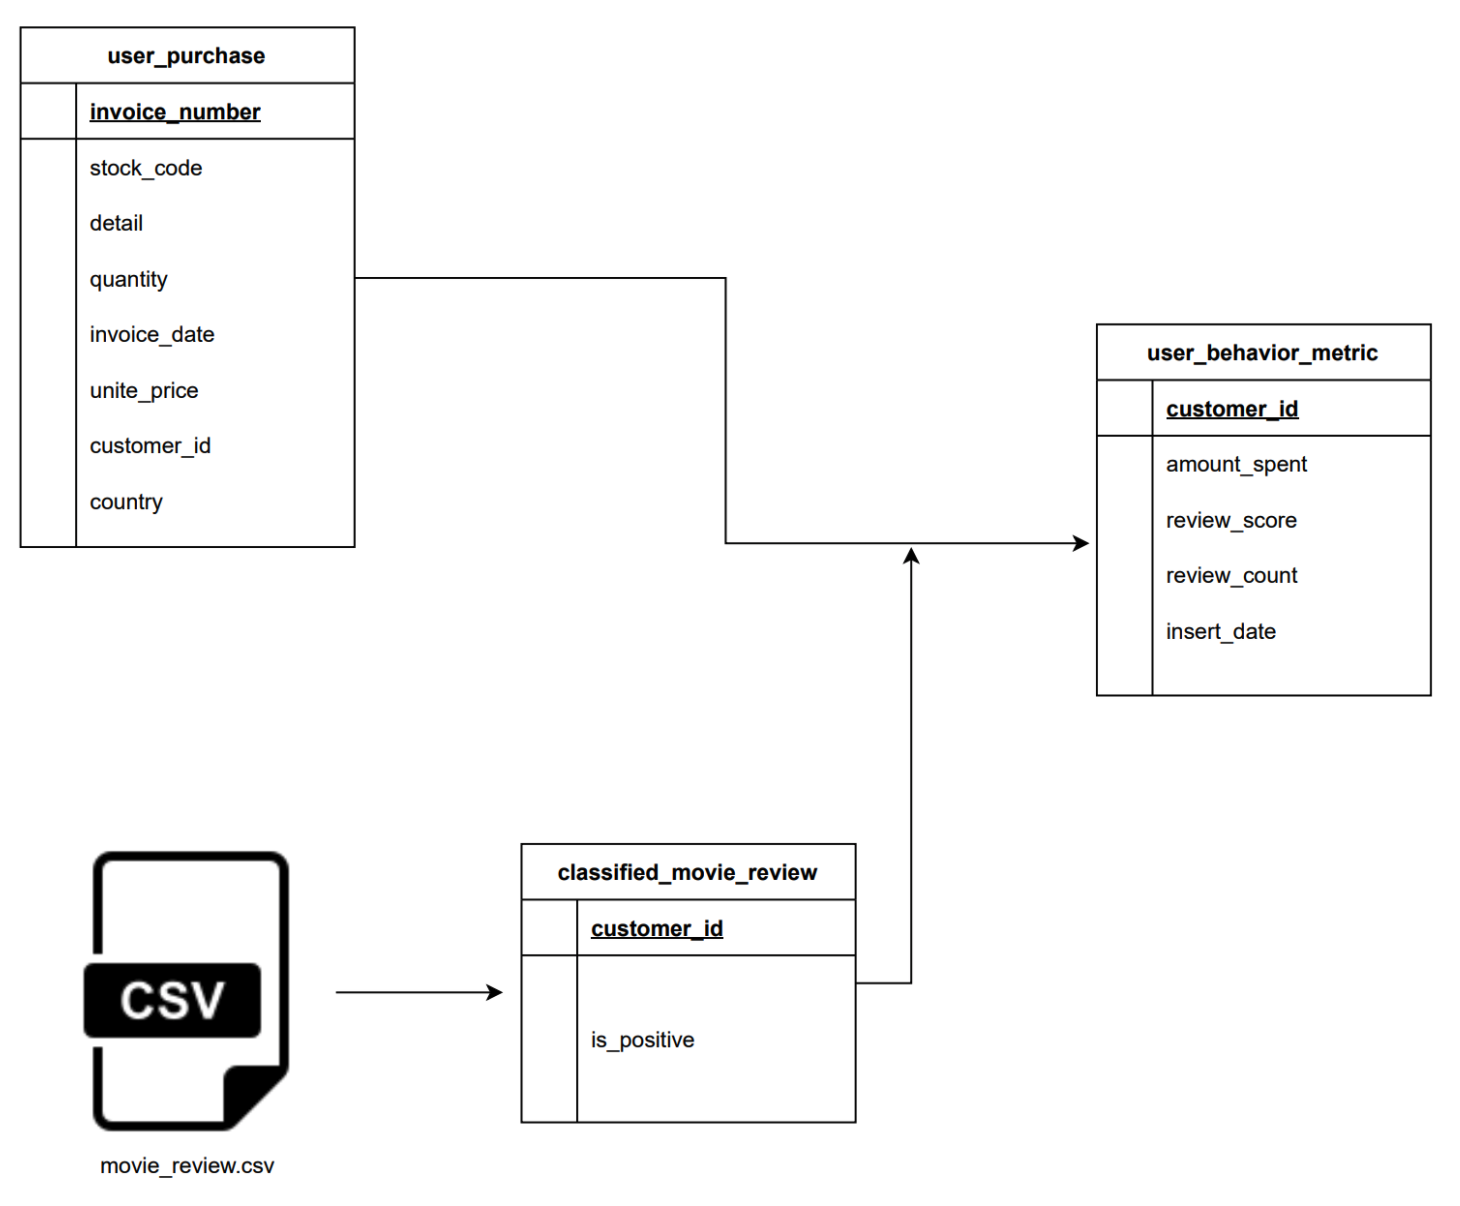 user_purchase
invoice_number
stock_code
detail
quantity
invoice_date
unite_price
customer_id
country
user_behavior_metric
customer_id
amount_spent
review_score
review_count
insert_date
classified_movie_review
customer_id
is_positive
CSV
movie_review.csv